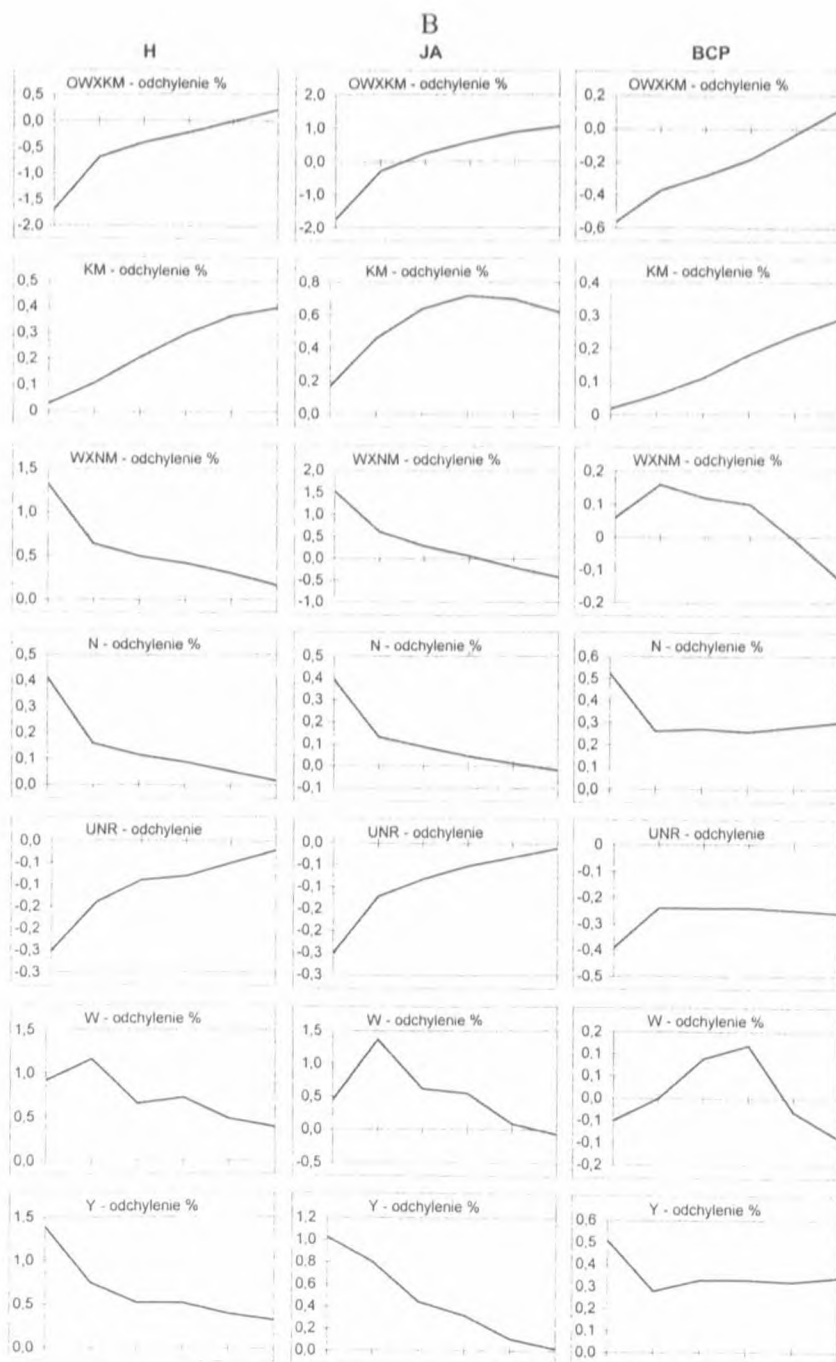 B
H JA BCP
OWXKM - odchylenie % OWXKM - odchylenie % OWXKM - odchylenie %
0,5 2,0 0,2
0,0 1,0 0,0
-0,5 0,0 -0,2
-1,0 -1,0 -0,4
-1,5 -2,0 -0,6
-2,0
KM - odchylenie % KM - odchylenie % KM - odchylenie %
0,5 0,8 0,4
0,4 0,6 0,3
0,3 0,4 0,2
0,2 0,2 0,1
0,1 0,0 0
0
WXNM - odchylenie % WXNM - odchylenie % WXNM - odchylenie %
1,5 2,0 0,2
1,0 1,5 0,1
0,5 1,0 0
0,0 0,5 -0,1
0,0 -0,2
-0,5
-1,0
N - odchylenie % N - odchylenie % N - odchylenie %
0,5 0,5 0,6
0,4 0,4 0,5
0,3 0,3 0,4
0,2 0,2 0,3
0,1 0,1 0,2
0,0 0,0 0,1
-0,1 0,0
UNR - odchylenie UNR - odchylenie UNR - odchylenie
0,0 0,0 0
-0,1 -0,1 -0,1
-0,1 -0,1 -0,2
-0,2 -0,2 -0,3
-0,2 -0,2 -0,4
-0,3 -0,3 -0,5
-0,3 -0,3
W - odchylenie % W - odchylenie % W - odchylenie %
1,5 1,5 0,2
1,0 1,0 0,1
0,5 0,5 0,1
0,0 0,0 0,0
-0,5 -0,1
-0,1
-0,2
Y - odchylenie % Y - odchylenie % Y - odchylenie %
1,5 1,2 0,6
1,0 1,0 0,5
0,5 0,8 0,4
0,0 0,6 0,3
0,4 0,2
0,2 0,1
0,0 0,0